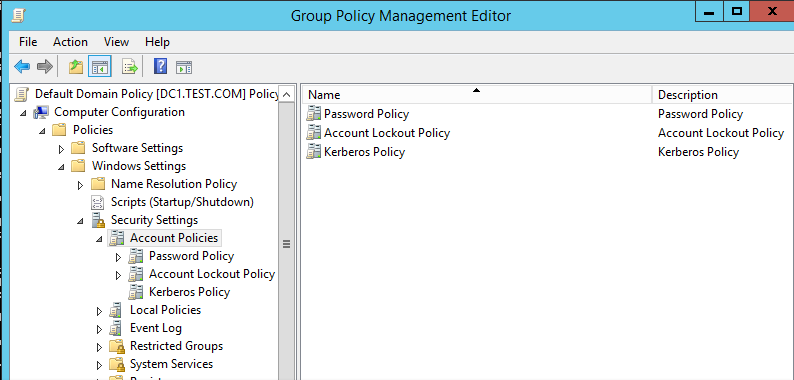 Group Policy Management Editor
File Action View Help
Default Domain Policy [DC1.TEST.COM] Policy
Computer Configuration
Policies
Software Settings
Windows Settings
Name Resolution Policy
Scripts (Startup/Shutdown)
Security Settings
Account Policies
Password Policy
Account Lockout Policy
Kerberos Policy
Local Policies
Event Log
Restricted Groups
System Services
Name Description
Password Policy Password Policy
Account Lockout Policy Account Lockout Policy
Kerberos Policy Kerberos Policy